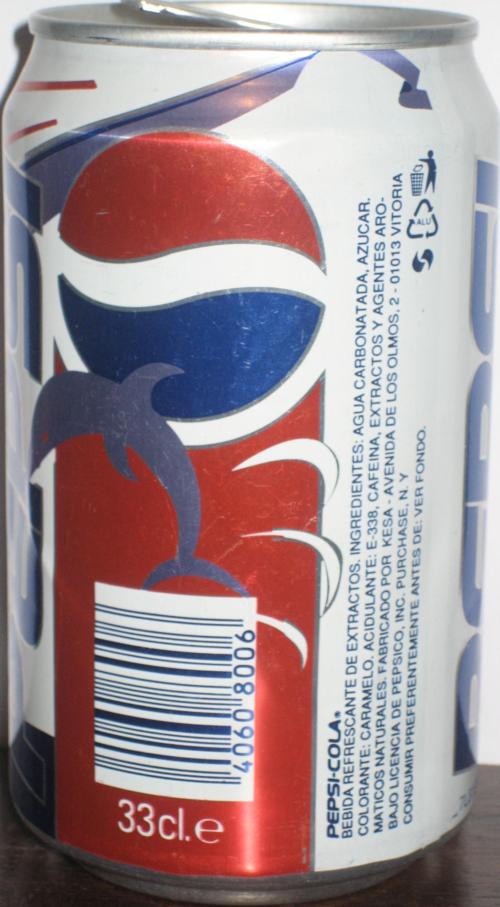 PEPSI-COLA®
BEBIDA REFRESCANTE DE EXTRACTOS. INGREDIENTES: AGUA CARBONATADA, AZUCAR.
COLORANTE: CARAMELO. ACIDULANTE: E-338, CAFEINA, EXTRACTOS Y AGENTES ARO-
MATICOS NATURALES. FABRICADO POR KESA - AVENIDA DE LOS OLMOS, 2 - 01013 VITORIA
BAJO LICENCIA DE PEPSICO, INC. PURCHASE, N. Y
CONSUMIR PREFERENTEMENTE ANTES DE: VER FONDO.
4060 8006
33cl.e